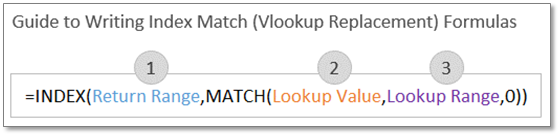 Guide to Writing Index Match (Vlookup Replacement) Formulas
1 2 3
=INDEX(Return Range,MATCH(Lookup Value,Lookup Range,0))